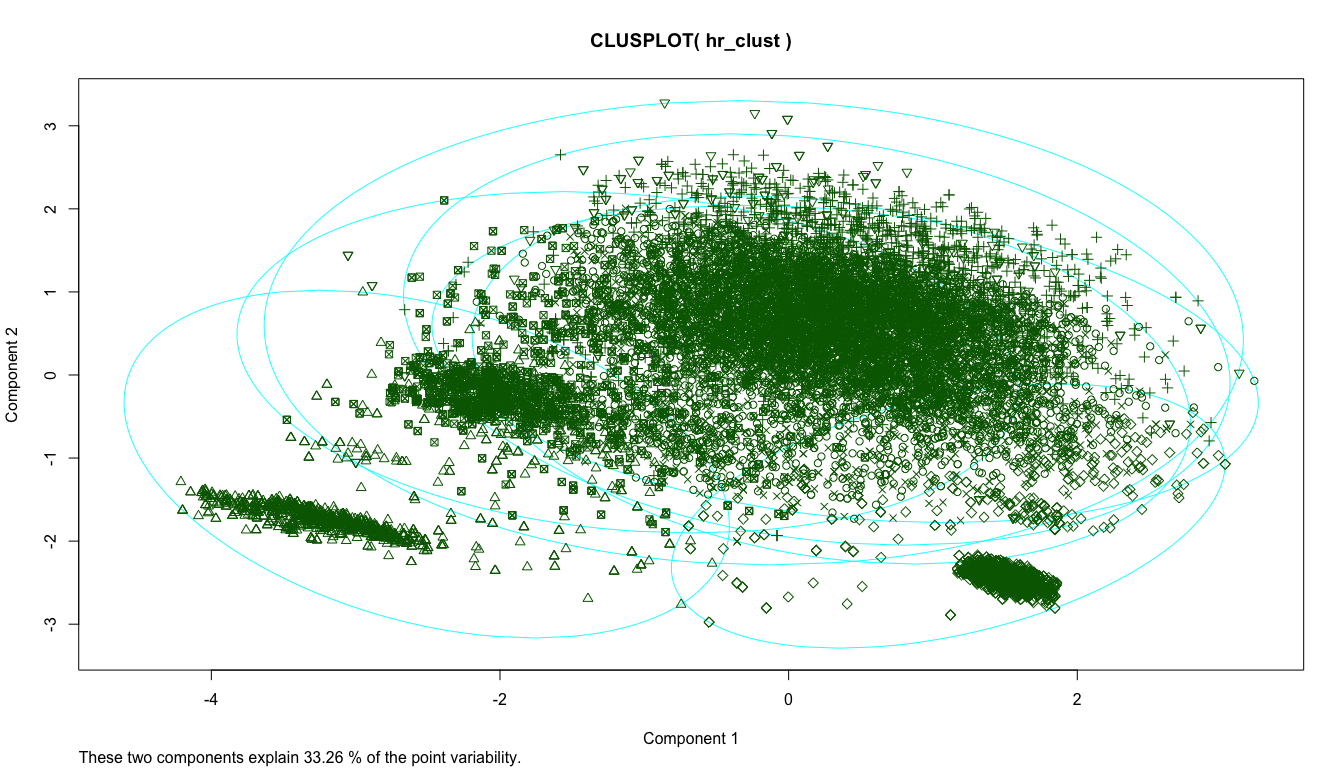 CLUSPLOT( hr_clust )
3
2
1
0
-1
-2
-3
Component 2
-4
-2
0
2
Component 1
These two components explain 33.26 % of the point variability.